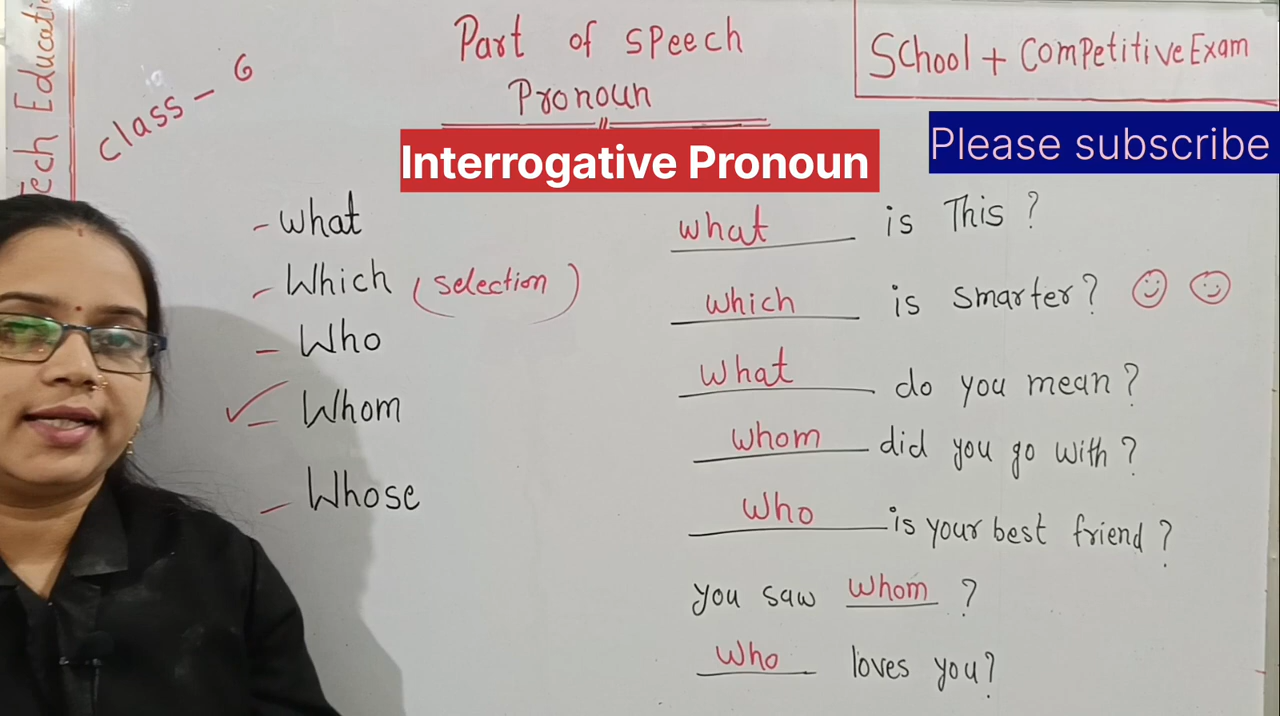 Tech Education
Class - 6
Part of speech
Pronoun
School + Competitive Exam
Interrogative Pronoun
Please subscribe
- what
- Which (selection)
- Who
✓ - Whom
- Whose
what is This?
which is smarter?
What do you mean?
whom did you go with?
Who is your best friend?
you saw whom ?
Who loves you?